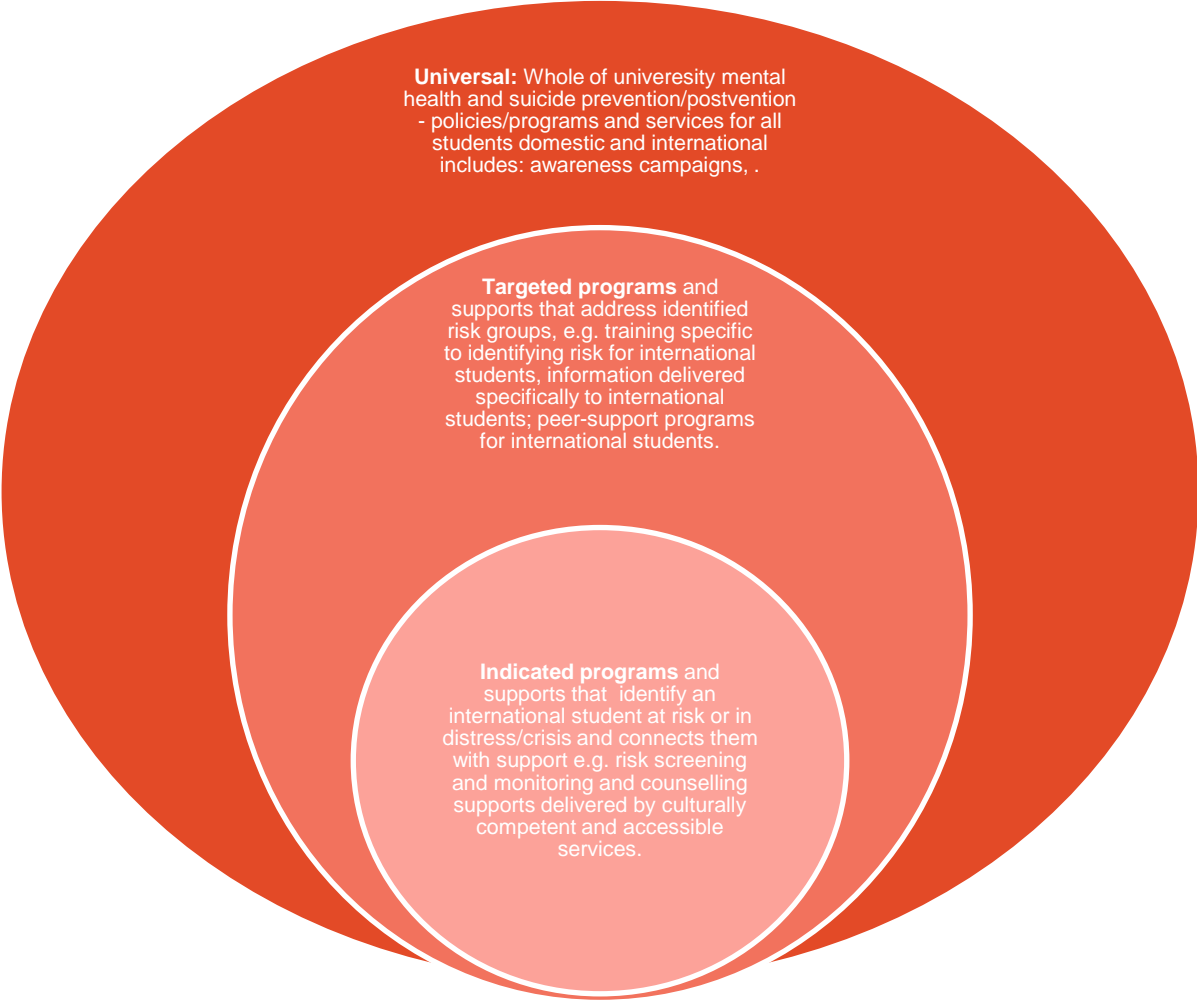 Universal: Whole of univeresity mental
health and suicide prevention/postvention
- policies/programs and services for all
students domestic and international
includes: awareness campaigns, .
Targeted programs and
supports that address identified
risk groups, e.g. training specific
to identifying risk for international
students, information delivered
specifically to international
students; peer-support programs
for international students.
Indicated programs and
supports that  identify an
international student at risk or in
distress/crisis and connects them
with support e.g. risk screening
and monitoring and counselling
supports delivered by culturally
competent and accessible
services.